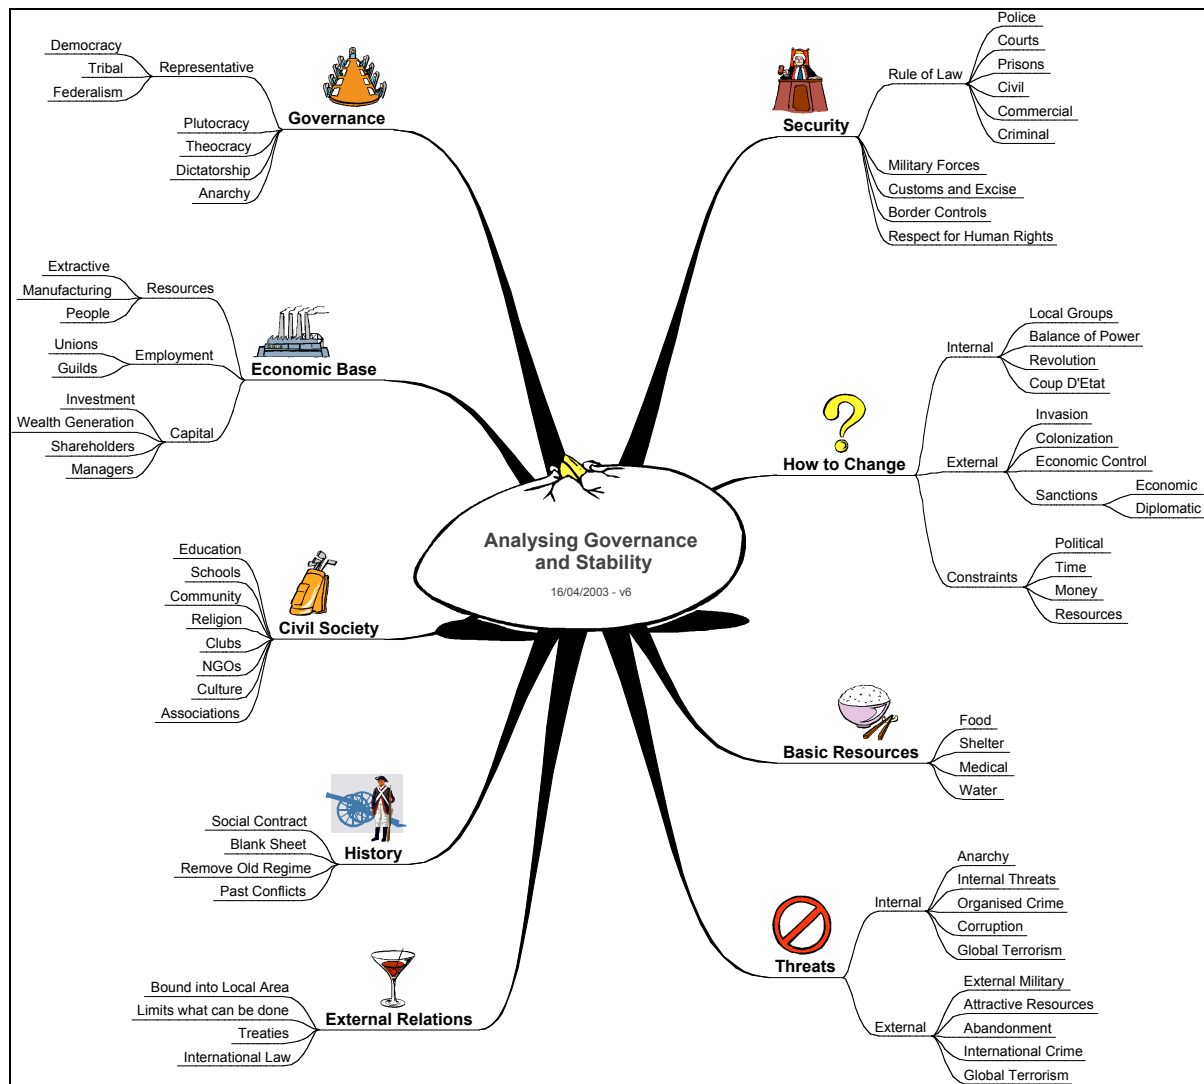 Analysing Governance
and Stability
16/04/2003 - v6
Governance
Representative
Democracy
Tribal
Federalism
Plutocracy
Theocracy
Dictatorship
Anarchy
Economic Base
Resources
Extractive
Manufacturing
People
Employment
Unions
Guilds
Capital
Investment
Wealth Generation
Shareholders
Managers
Civil Society
Education
Schools
Community
Religion
Clubs
NGOs
Culture
Associations
History
Social Contract
Blank Sheet
Remove Old Regime
Past Conflicts
External Relations
Bound into Local Area
Limits what can be done
Treaties
International Law
Security
Rule of Law
Police
Courts
Prisons
Civil
Commercial
Criminal
Military Forces
Customs and Excise
Border Controls
Respect for Human Rights
How to Change
Internal
Local Groups
Balance of Power
Revolution
Coup D'Etat
External
Invasion
Colonization
Economic Control
Sanctions
Economic
Diplomatic
Constraints
Political
Time
Money
Resources
Basic Resources
Food
Shelter
Medical
Water
Threats
Internal
Anarchy
Internal Threats
Organised Crime
Corruption
Global Terrorism
External
External Military
Attractive Resources
Abandonment
International Crime
Global Terrorism